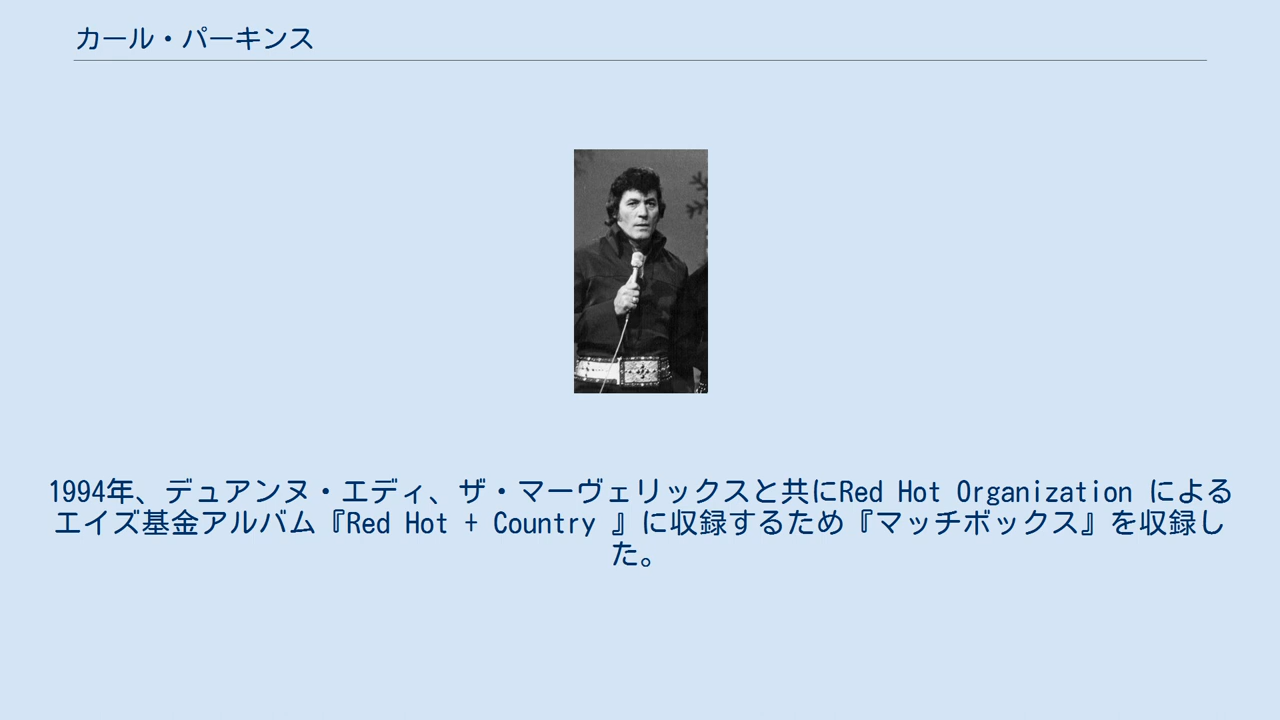 カール・パーキンス
1994年、デュアンヌ・エディ、ザ・マーヴェリックスと共にRed Hot Organization による
エイズ基金アルバム『Red Hot + Country 』に収録するため『マッチボックス』を収録し
た。